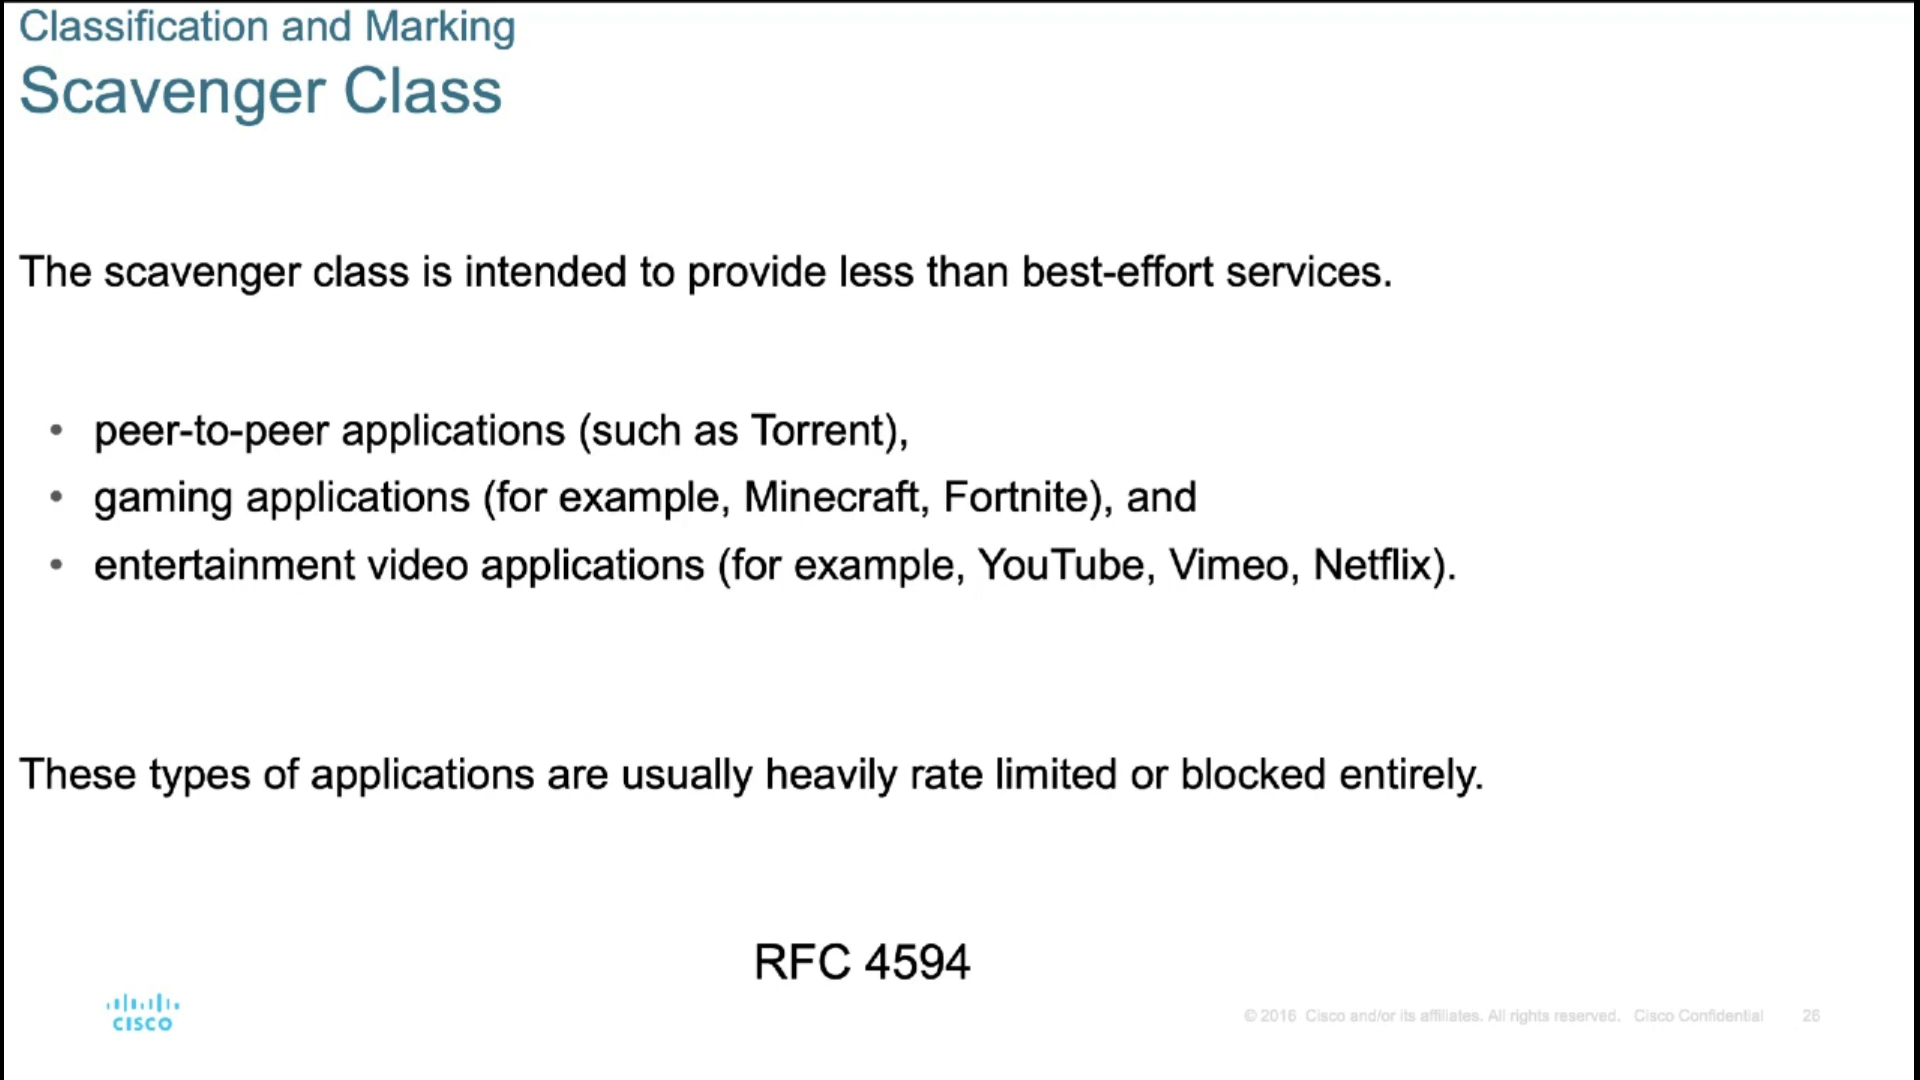 Classification and Marking
Scavenger Class
The scavenger class is intended to provide less than best-effort services.
• peer-to-peer applications (such as Torrent),
• gaming applications (for example, Minecraft, Fortnite), and
• entertainment video applications (for example, YouTube, Vimeo, Netflix).
These types of applications are usually heavily rate limited or blocked entirely.
RFC 4594
CISCO
© 2016 Cisco and/or its affiliates. All rights reserved. Cisco Confidential 26